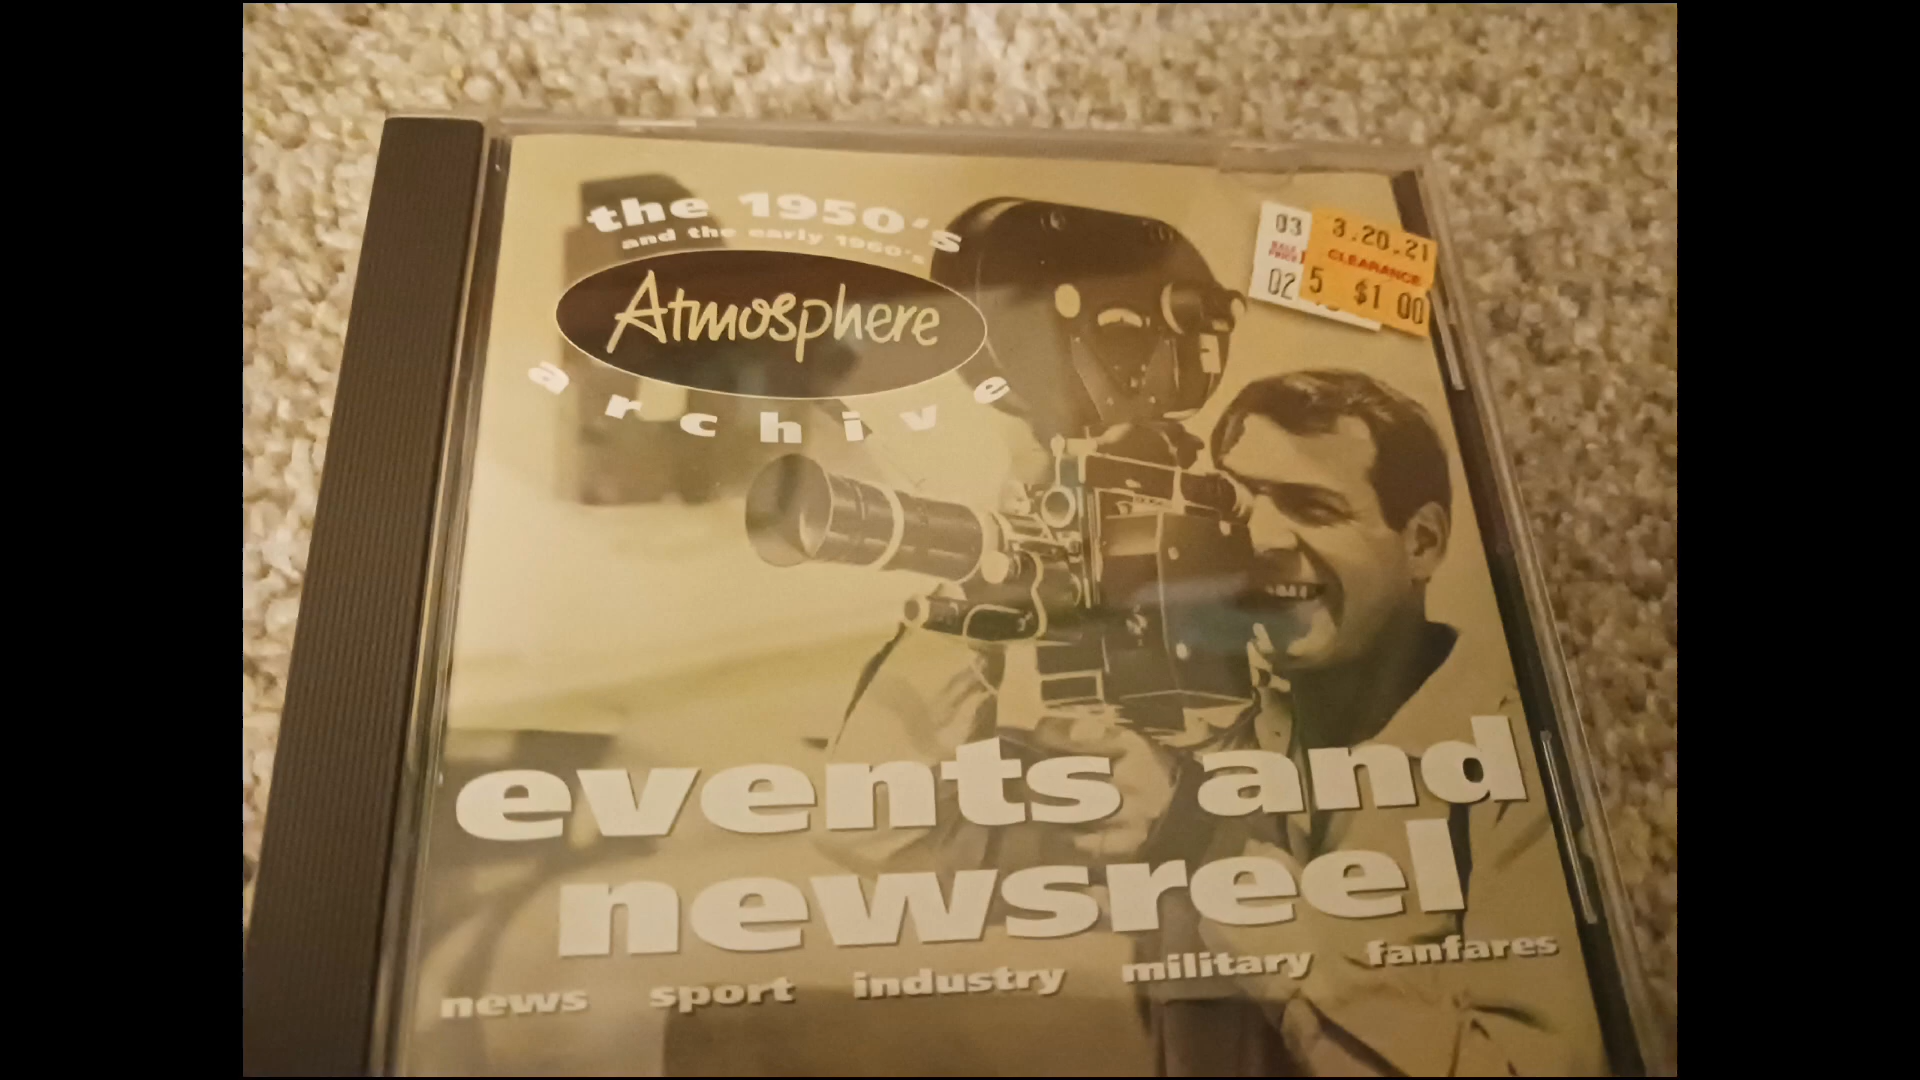 the 1950's
and the early 1960's
Atmosphere
archive
03 3.20.21
CLEARANCE
02 5 $1 00
events and
newsreel
news sport industry military fanfares